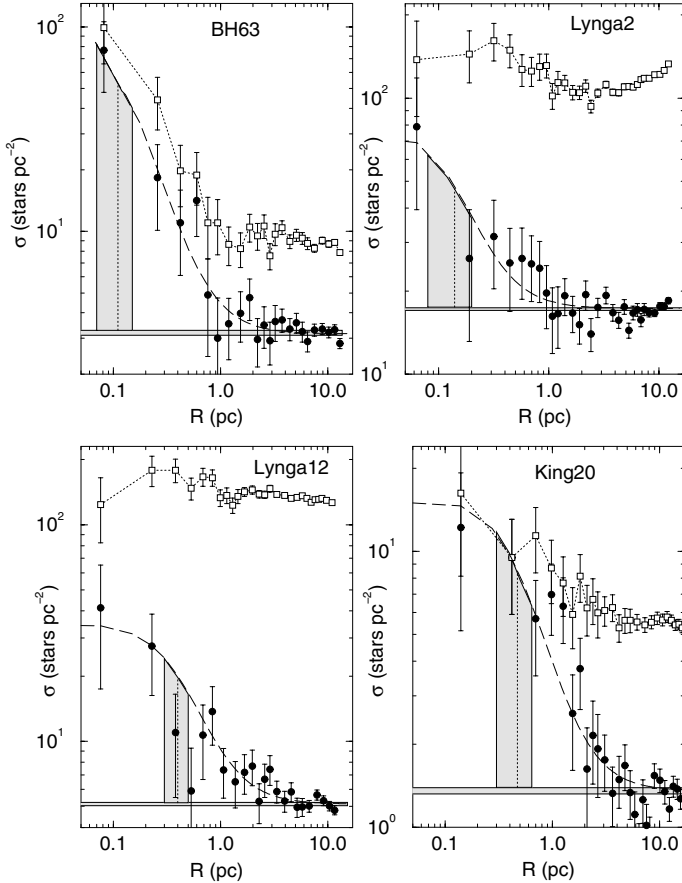 BH63
Lynga2
10²
10¹
σ (stars pc⁻²)
0.1 1.0 10.0
R (pc)
10²
10¹
σ (stars pc⁻²)
0.1 1.0 10.0
R (pc)
Lynga12
10²
10¹
σ (stars pc⁻²)
0.1 1.0 10.0
R (pc)
King20
10¹
10⁰
σ (stars pc⁻²)
0.1 1.0 10.0
R (pc)